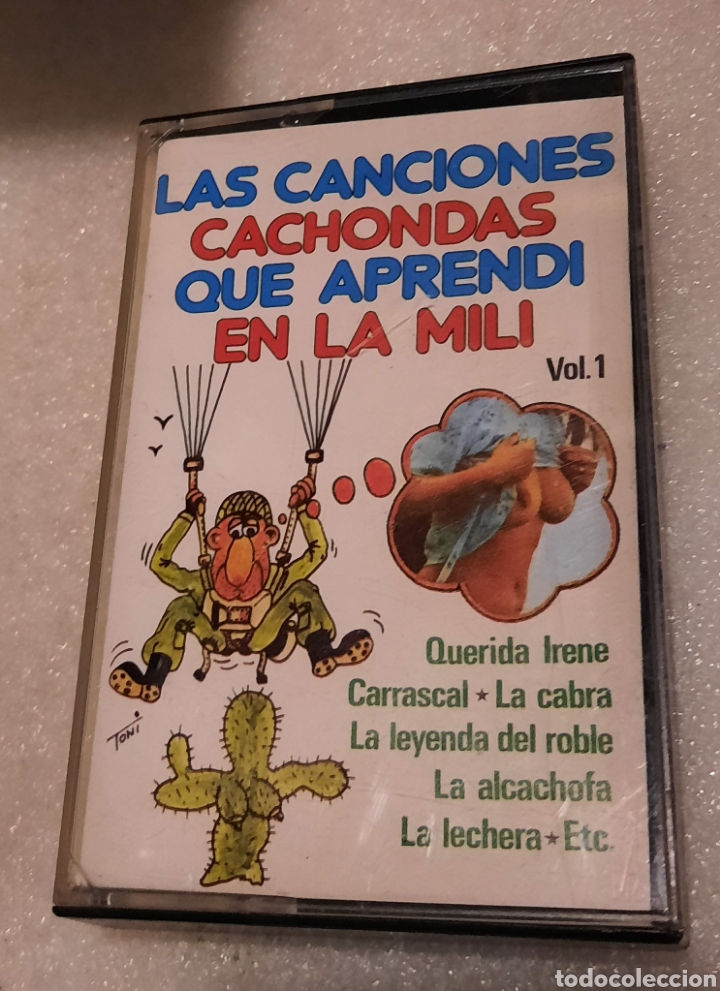 LAS CANCIONES
CACHONDAS
QUE APRENDI
EN LA MILI
Vol.1
Querida Irene
Carrascal ★ La cabra
La leyenda del roble
La alcachofa
La lechera ★ Etc.
TONI
todocoleccion